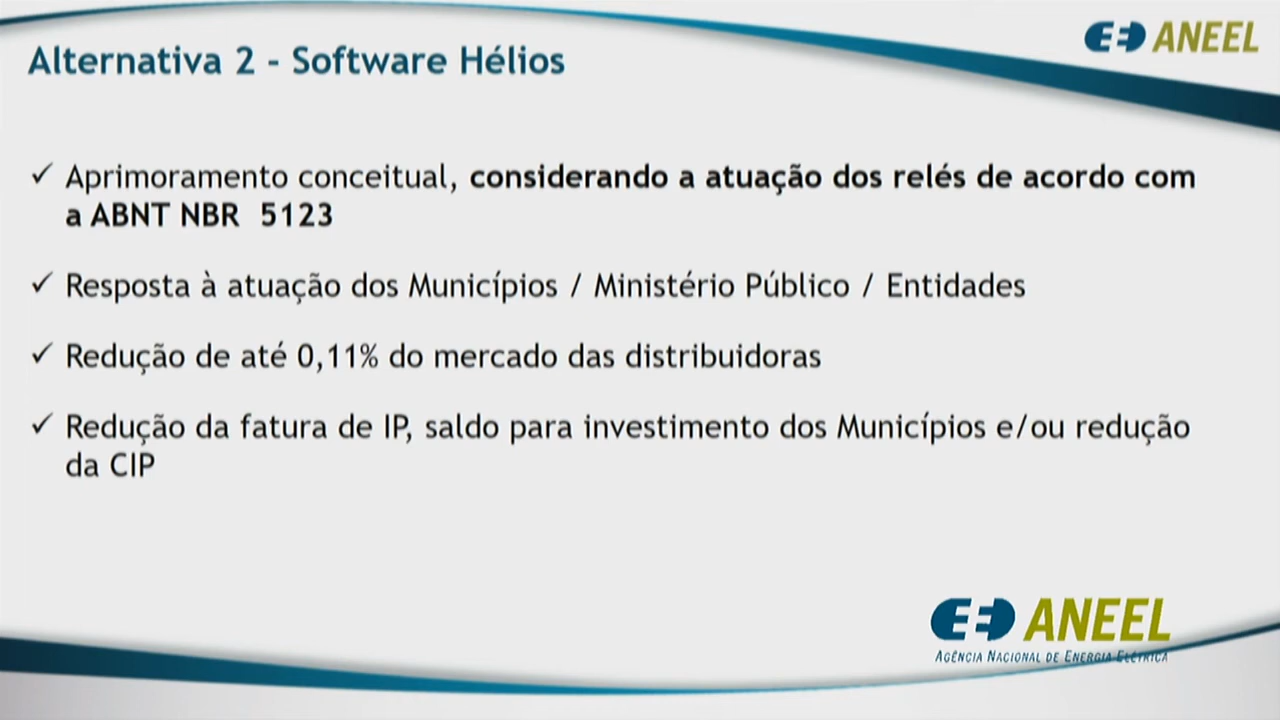 ANEEL
Alternativa 2 - Software Hélios
✓ Aprimoramento conceitual, considerando a atuação dos relés de acordo com
a ABNT NBR 5123
✓ Resposta à atuação dos Municípios / Ministério Público / Entidades
✓ Redução de até 0,11% do mercado das distribuidoras
✓ Redução da fatura de IP, saldo para investimento dos Municípios e/ou redução
da CIP
ANEEL
AGÊNCIA NACIONAL DE ENERGIA ELÉTRICA